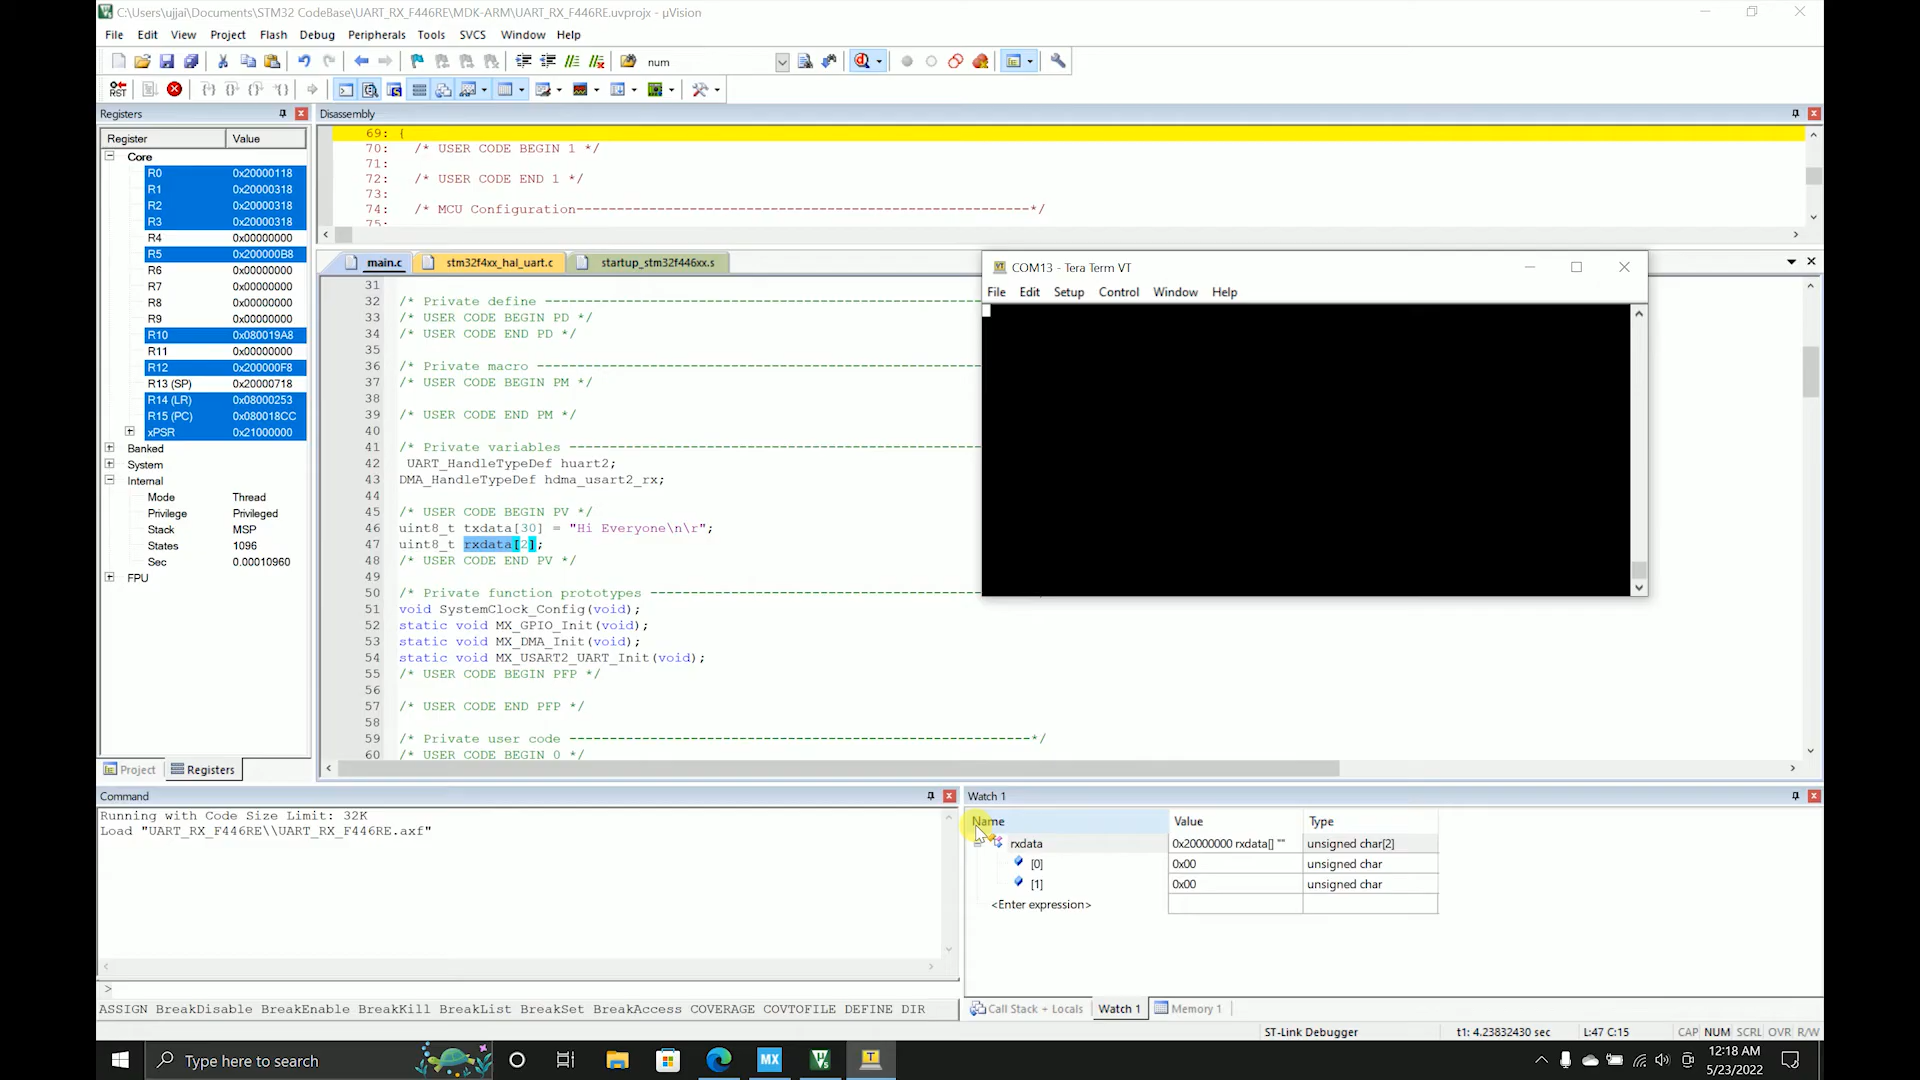 C:\Users\ujjai\Documents\STM32 CodeBase\UART_RX_F446RE\MDK-ARM\UART_RX_F446RE.uvprojx - µVision
File Edit View Project Flash Debug Peripherals Tools SVCS Window Help
num
RST
Registers
Register Value
Core
R0 0x20000118
R1 0x20000318
R2 0x20000318
R3 0x20000318
R4 0x00000000
R5 0x200000B8
R6 0x00000000
R7 0x00000000
R8 0x00000000
R9 0x00000000
R10 0x080019A8
R11 0x00000000
R12 0x200000F8
R13 (SP) 0x20000718
R14 (LR) 0x08000253
R15 (PC) 0x080018CC
xPSR 0x21000000
Banked
System
Internal
Mode Thread
Privilege Privileged
Stack MSP
States 1096
Sec 0.00010960
FPU
Project Registers
Disassembly
69: {
70: /* USER CODE BEGIN 1 */
71:
72: /* USER CODE END 1 */
73:
74: /* MCU Configuration--------------------------------------------------------*/
75:
main.c stm32f4xx_hal_uart.c startup_stm32f446xx.s
31
32 /* Private define ------------------------------------------------------
33 /* USER CODE BEGIN PD */
34 /* USER CODE END PD */
35
36 /* Private macro -------------------------------------------------------
37 /* USER CODE BEGIN PM */
38
39 /* USER CODE END PM */
40
41 /* Private variables ---------------------------------------------------
42 UART_HandleTypeDef huart2;
43 DMA_HandleTypeDef hdma_usart2_rx;
44
45 /* USER CODE BEGIN PV */
46 uint8_t txdata[30] = "Hi Everyone\n\r";
47 uint8_t rxdata[2];
48 /* USER CODE END PV */
49
50 /* Private function prototypes -----------------------------------------
51 void SystemClock_Config(void);
52 static void MX_GPIO_Init(void);
53 static void MX_DMA_Init(void);
54 static void MX_USART2_UART_Init(void);
55 /* USER CODE BEGIN PFP */
56
57 /* USER CODE END PFP */
58
59 /* Private user code ---------------------------------------------------------*/
60 /* USER CODE BEGIN 0 */
COM13 - Tera Term VT
File Edit Setup Control Window Help
Command
Running with Code Size Limit: 32K
Load "UART_RX_F446RE\\UART_RX_F446RE.axf"
>
ASSIGN BreakDisable BreakEnable BreakKill BreakList BreakSet BreakAccess COVERAGE COVTOFILE DEFINE DIR
Watch 1
Name Value Type
rxdata 0x20000000 rxdata[] "" unsigned char[2]
[0] 0x00 unsigned char
[1] 0x00 unsigned char
<Enter expression>
Call Stack + Locals Watch 1 Memory 1
ST-Link Debugger t1: 4.23832430 sec L:47 C:15 CAP NUM SCRL OVR R/W
Type here to search
MX
12:18 AM
5/23/2022